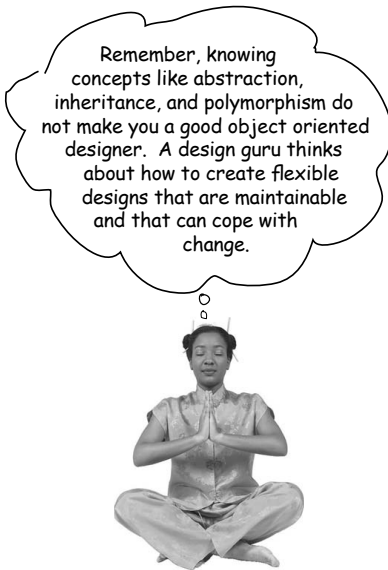 Remember, knowing
concepts like abstraction,
inheritance, and polymorphism do
not make you a good object oriented
designer. A design guru thinks
about how to create flexible
designs that are maintainable
and that can cope with
change.